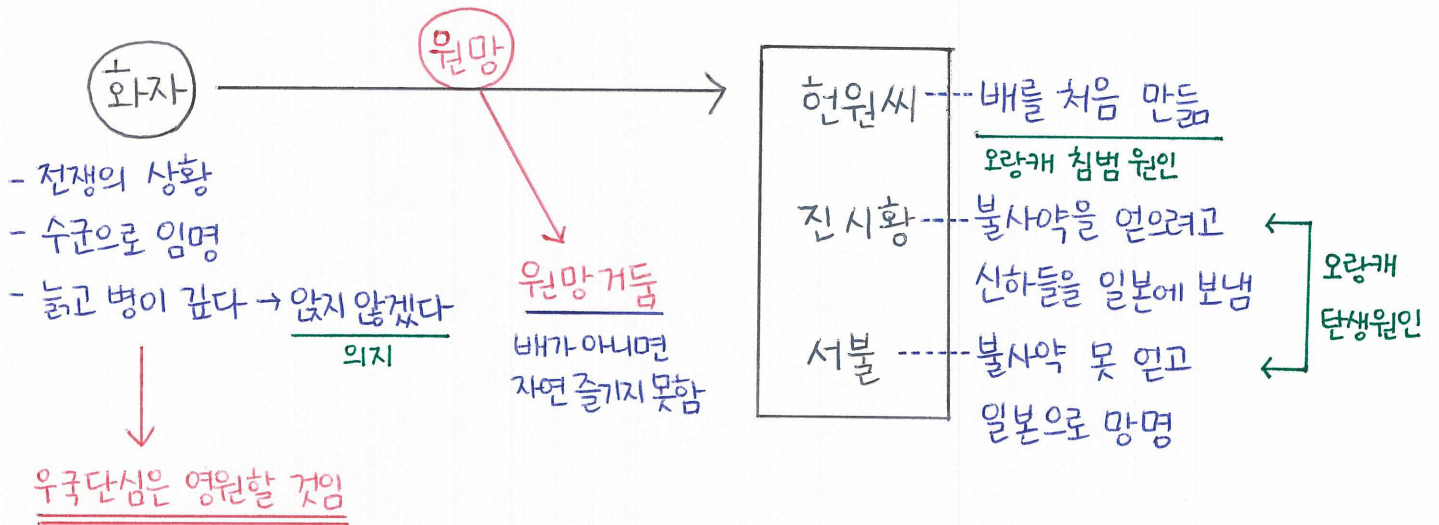 화자
- 전쟁의 상황
- 수군으로 임명
- 늙고 병이 깊다 → 앉지 않겠다
의지
우국단심은 영원할 것임
원망
원망 거둠
배가 아니면
자연 즐기지 못함
헌원씨 ---- 배를 처음 만듦
오랑캐 침범 원인
진시황 ---- 불사약을 얻으려고
신하들을 일본에 보냄
서불 ---- 불사약 못 얻고
일본으로 망명
오랑캐
탄생원인